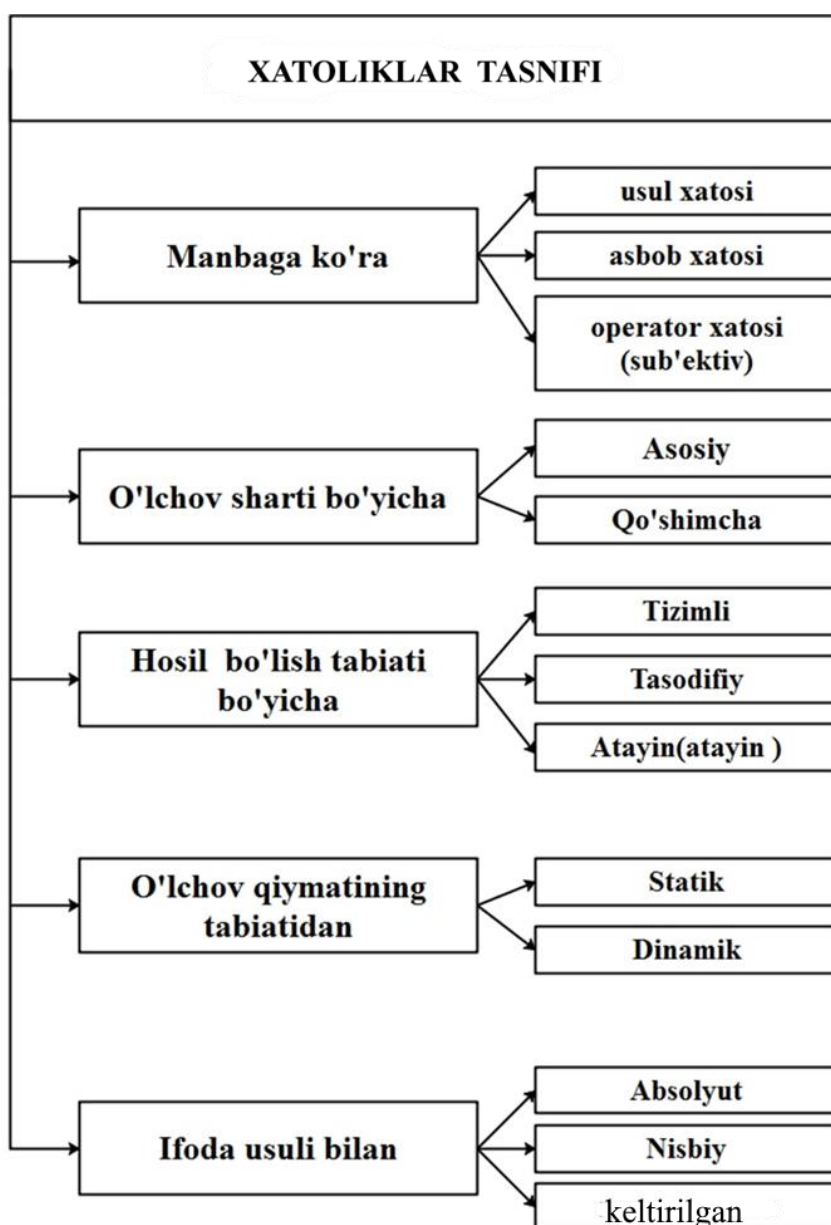 XATOLIKLAR TASNIFI
Manbaga ko'ra
usul xatosi
asbob xatosi
operator xatosi
(sub'ektiv)
O'lchov sharti bo'yicha
Asosiy
Qo'shimcha
Hosil bo'lish tabiati
bo'yicha
Tizimli
Tasodifiy
Atayin(atayin )
O'lchov qiymatining
tabiatidan
Statik
Dinamik
Ifoda usuli bilan
Absolyut
Nisbiy
keltirilgan